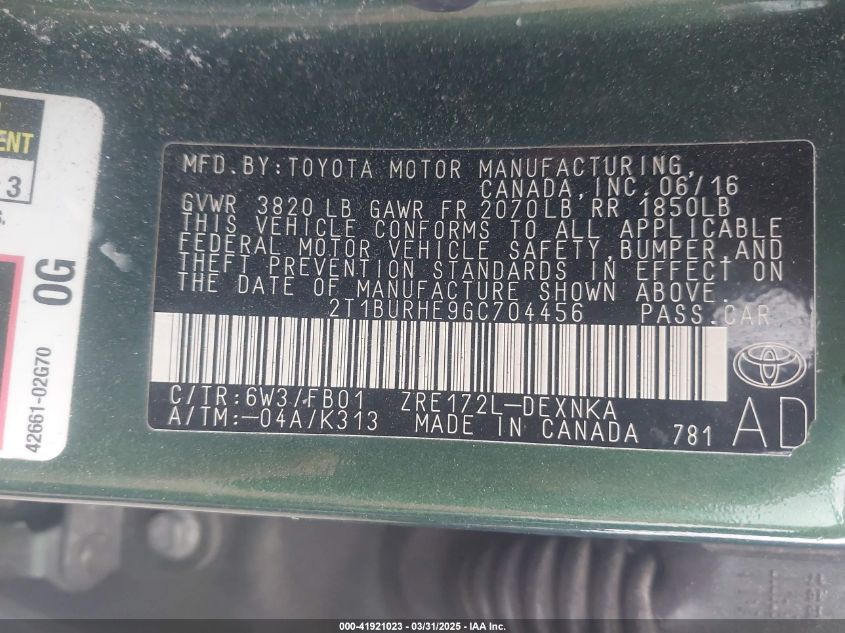 ENT
3
S.
0G
42661-02G70
MFD.BY:TOYOTA MOTOR MANUFACTURING,
CANADA,INC.06/16
GVWR 3820 LB GAWR FR 2070LB RR 1850LB
THIS VEHICLE CONFORMS TO ALL APPLICABLE
FEDERAL MOTOR VEHICLE SAFETY,BUMPER,AND
THEFT PREVENTION STANDARDS IN EFFECT ON
THE DATE OF MANUFACTURE SHOWN ABOVE.
2T1BURHE9GC704456 PASS.CAR
C/TR:6W3/FB01 ZRE172L-DEXNKA
A/TM:-04A/K313 MADE IN CANADA 781
AD
000-41921023 - 03/31/2025 - IAA Inc.